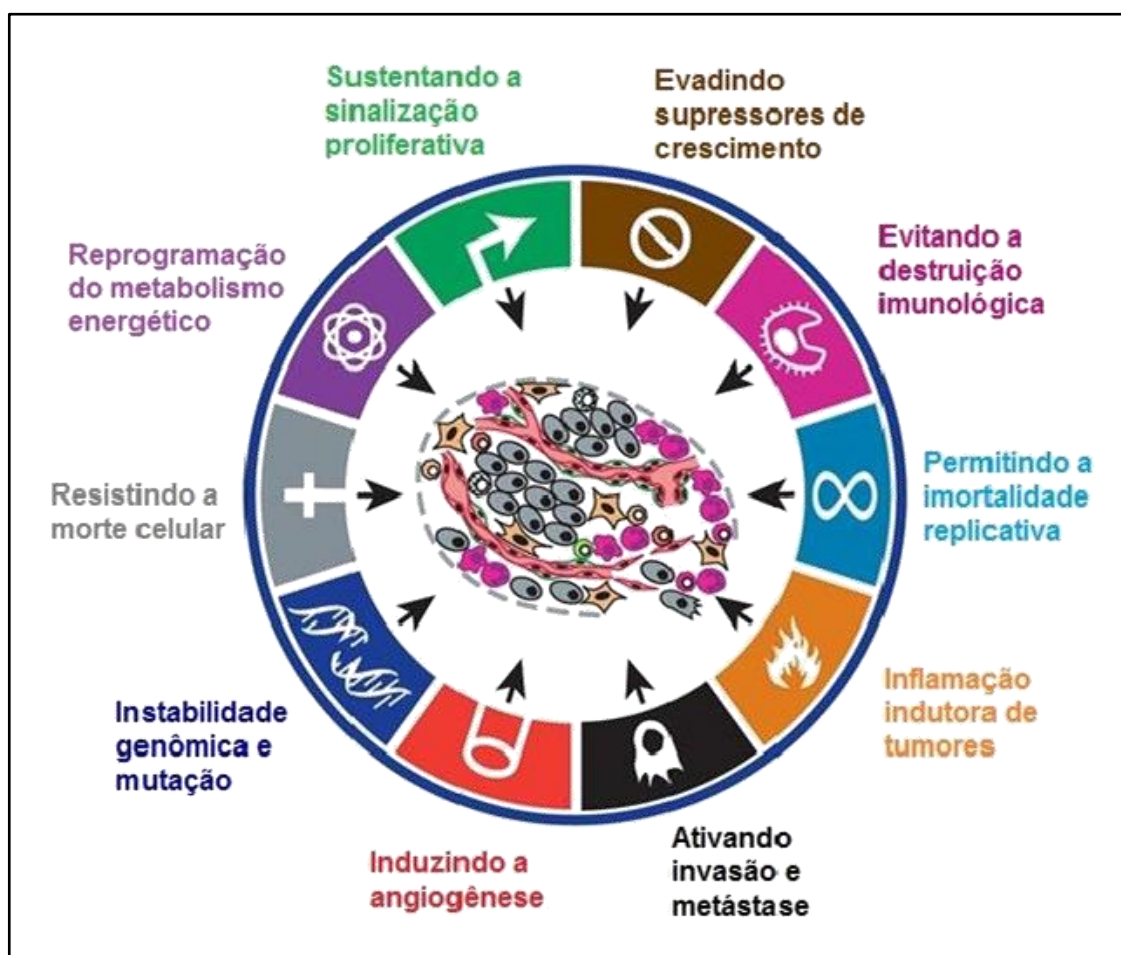 Sustentando a
sinalização
proliferativa
Evadindo
supressores de
crescimento
Reprogramação
do metabolismo
energético
Evitando a
destruição
imunológica
Resistindo a
morte celular
Permitindo a
imortalidade
replicativa
Instabilidade
genômica e
mutação
Inflamação
indutora de
tumores
Induzindo a
angiogênese
Ativando
invasão e
metástase